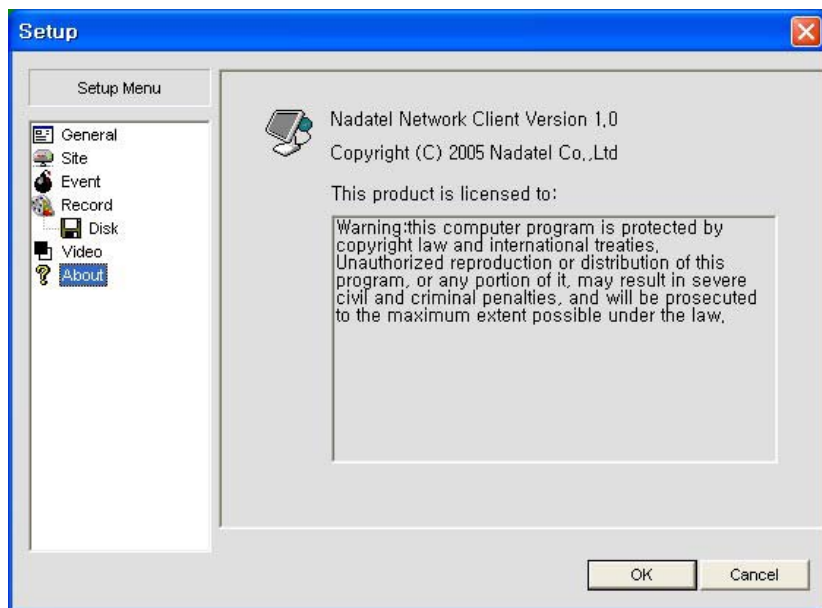 Setup
Setup Menu
General
Site
Event
Record
Disk
Video
About
Nadatel Network Client Version 1.0
Copyright (C) 2005 Nadatel Co.,Ltd
This product is licensed to:
Warning:this computer program is protected by
copyright law and international treaties.
Unauthorized reproduction or distribution of this
program, or any portion of it, may result in severe
civil and criminal penalties, and will be prosecuted
to the maximum extent possible under the law.
OK
Cancel